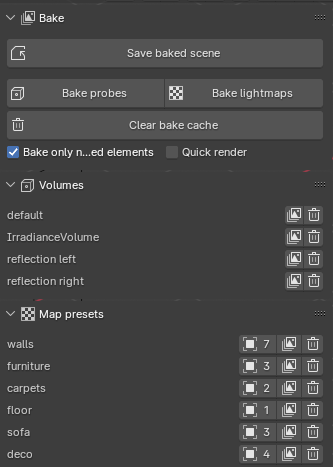 Bake
Save baked scene
Bake probes Bake lightmaps
Clear bake cache
Bake only n...ed elements Quick render
Volumes
default
IrradianceVolume
reflection left
reflection right
Map presets
walls 7
furniture 3
carpets 2
floor 1
sofa 3
deco 4